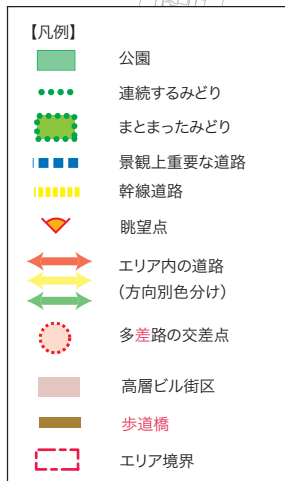 【凡例】
公園
連続するみどり
まとまったみどり
景観上重要な道路
幹線道路
眺望点
エリア内の道路
(方向別色分け)
多差路の交差点
高層ビル街区
歩道橋
エリア境界